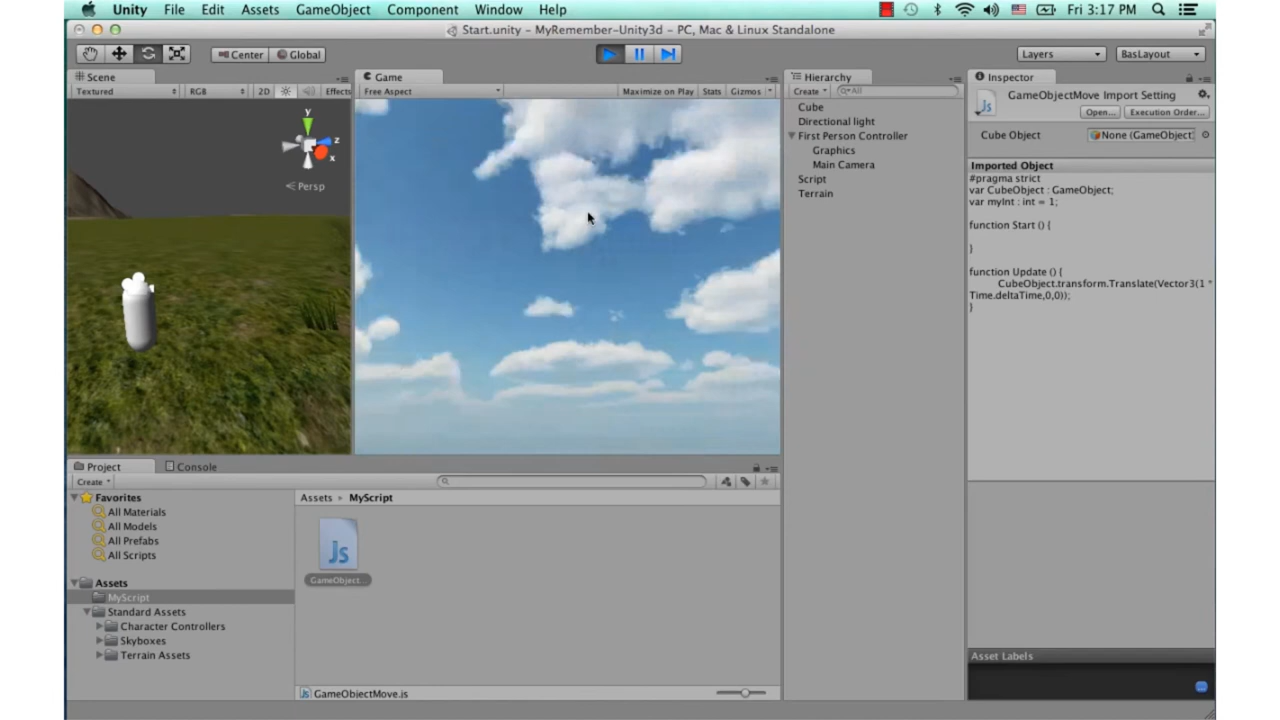 Unity File Edit Assets GameObject Component Window Help Fri 3:17 PM
Start.unity - MyRemember-Unity3d - PC, Mac & Linux Standalone
Center Global Layers BasLayout
Scene
Textured RGB 2D Effects
y
z
x
Persp
Game
Free Aspect Maximize on Play Stats Gizmos
Hierarchy
Create All
Cube
Directional light
First Person Controller
Graphics
Main Camera
Script
Terrain
Inspector
GameObjectMove Import Setting
Open... Execution Order...
Cube Object None (GameObject
Imported Object
#pragma strict
var CubeObject : GameObject;
var myInt : int = 1;
function Start () {
}
function Update () {
CubeObject.transform.Translate(Vector3(1 *
Time.deltaTime,0,0));
}
Project Console
Create
Favorites
All Materials
All Models
All Prefabs
All Scripts
Assets
MyScript
Standard Assets
Character Controllers
Skyboxes
Terrain Assets
Assets MyScript
Js
GameObject...
GameObjectMove.js
Asset Labels